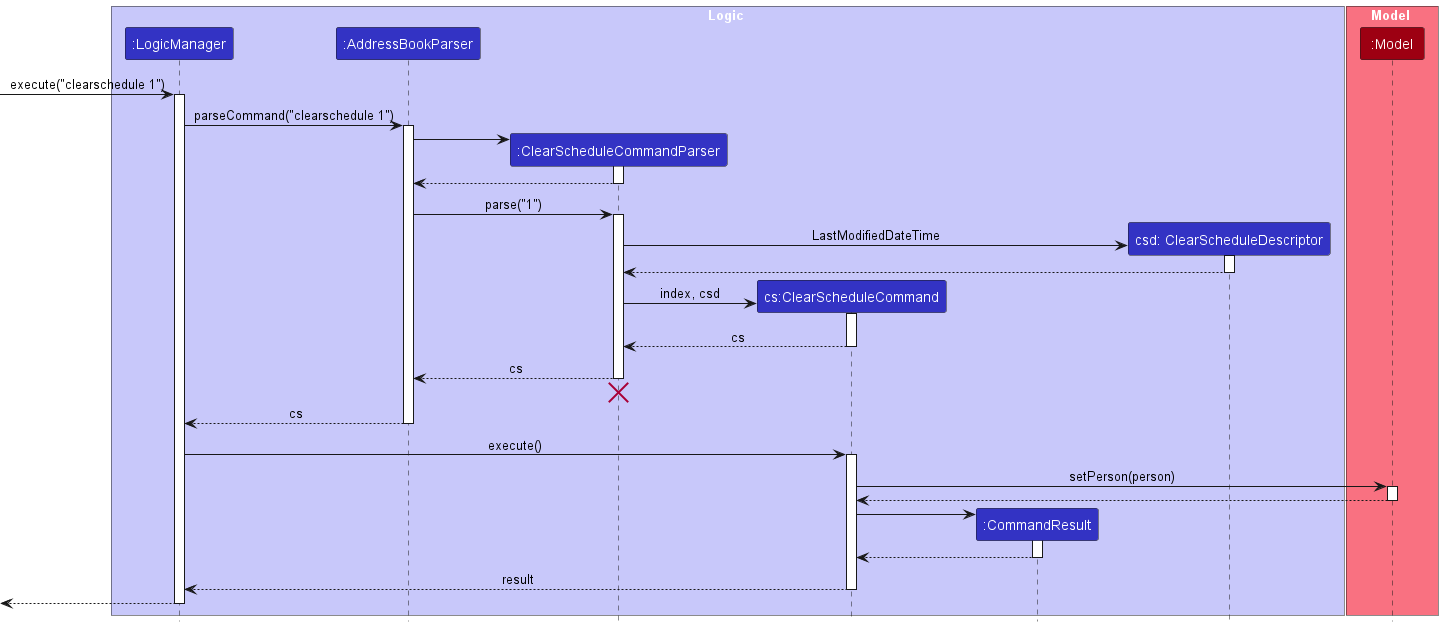 Logic
Model
:LogicManager
:AddressBookParser
:Model
execute("clearschedule 1")
parseCommand("clearschedule 1")
:ClearScheduleCommandParser
parse("1")
LastModifiedDateTime
csd: ClearScheduleDescriptor
index, csd
cs:ClearScheduleCommand
cs
cs
cs
execute()
setPerson(person)
:CommandResult
result